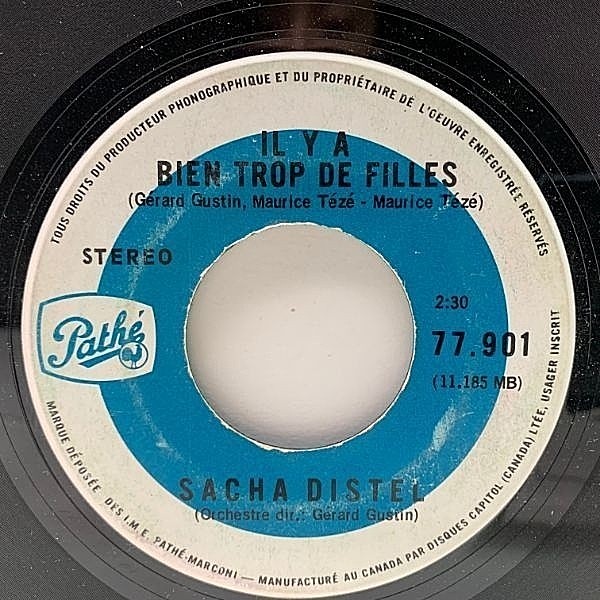 TOUS DROITS DU PRODUCTEUR PHONOGRAPHIQUE ET DU PROPRIÉTAIRE DE L'OEUVRE ENREGISTRÉE RÉSERVÉS
IL Y A
BIEN TROP DE FILLES
(Gérard Gustin, Maurice Tézé - Maurice Tézé)
STEREO
2:30
Pathé
77.901
(11.185 MB)
SACHA DISTEL
(Orchestre dir.: Gérard Gustin)
MARQUE DÉPOSÉE DES I.M.E. PATHÉ-MARCONI — MANUFACTURÉ AU CANADA PAR DISQUES CAPITOL (CANADA) LTÉE, USAGER INSCRIT